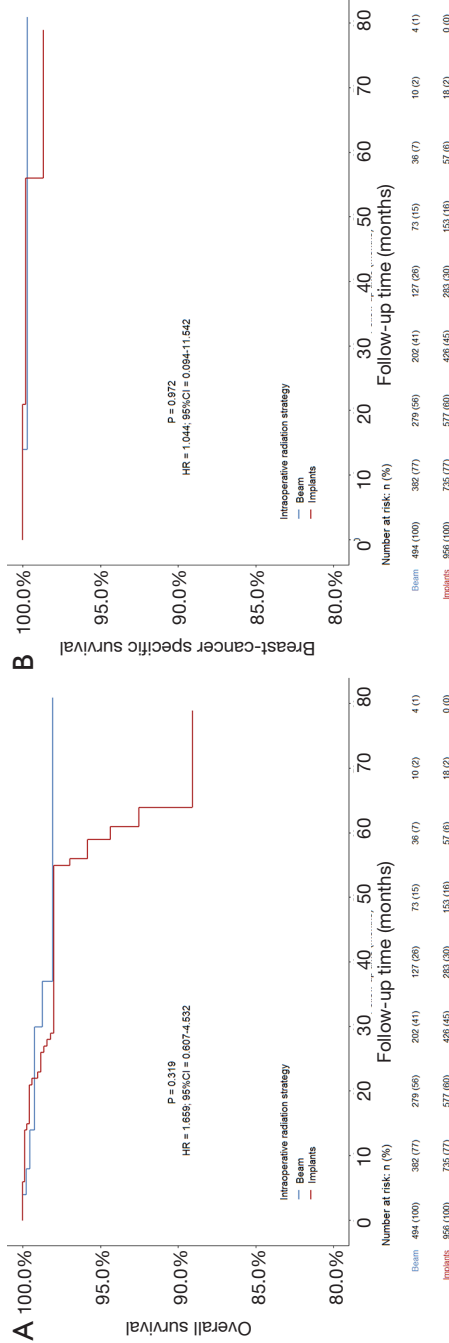 A
Overall survival
100.0%
95.0%
90.0%
85.0%
80.0%
P = 0.319
HR = 1.659; 95%CI = 0.607-4.532
Intraoperative radiation strategy
Beam
Implants
0 10 20 30 40 50 60 70 80
Follow-up time (months)
Number at risk: n (%)
Beam 494 (100) 382 (77) 279 (56) 202 (41) 127 (26) 73 (15) 36 (7) 10 (2) 4 (1)
Implants 956 (100) 735 (77) 577 (60) 426 (45) 283 (30) 153 (16) 57 (6) 18 (2) 0 (0)
B
Breast-cancer specific survival
100.0%
95.0%
90.0%
85.0%
80.0%
P = 0.972
HR = 1.044; 95%CI = 0.094-11.542
Intraoperative radiation strategy
Beam
Implants
0 10 20 30 40 50 60 70 80
Follow-up time (months)
Number at risk: n (%)
Beam 494 (100) 382 (77) 279 (56) 202 (41) 127 (26) 73 (15) 36 (7) 10 (2) 4 (1)
Implants 956 (100) 735 (77) 577 (60) 426 (45) 283 (30) 153 (16) 57 (6) 18 (2) 0 (0)